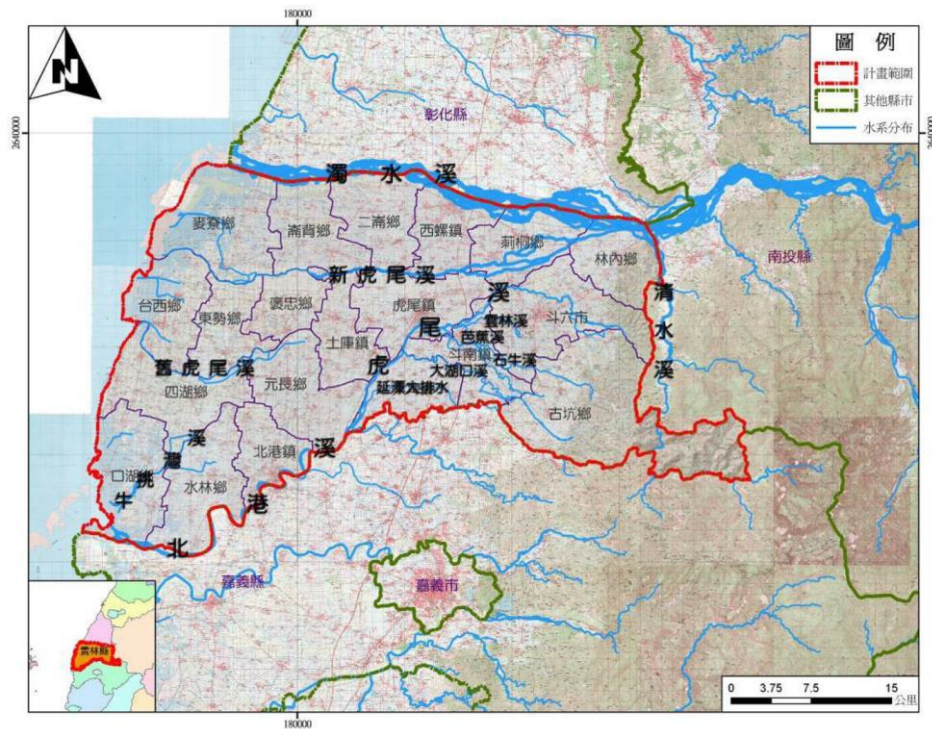 180000
圖 例
計畫範圍
其他縣市
水系分布
N
彰化縣
2640000
2640000
濁水溪
麥寮鄉
崙背鄉
二崙鄉
西螺鎮
莿桐鄉
林內鄉
南投縣
新虎尾溪
台西鄉
東勢鄉
褒忠鄉
虎尾鎮
清水溪
虎尾溪
雲林溪
斗六市
芭蕉溪
土庫鎮
斗南鎮
石牛溪
舊虎尾溪
大湖口溪
四湖鄉
元長鄉
延潭大排水
古坑鄉
北港鎮
口湖鄉
牛挑灣溪
水林鄉
北港溪
嘉義縣
嘉義市
雲林縣
0 3.75 7.5 15
公里
180000